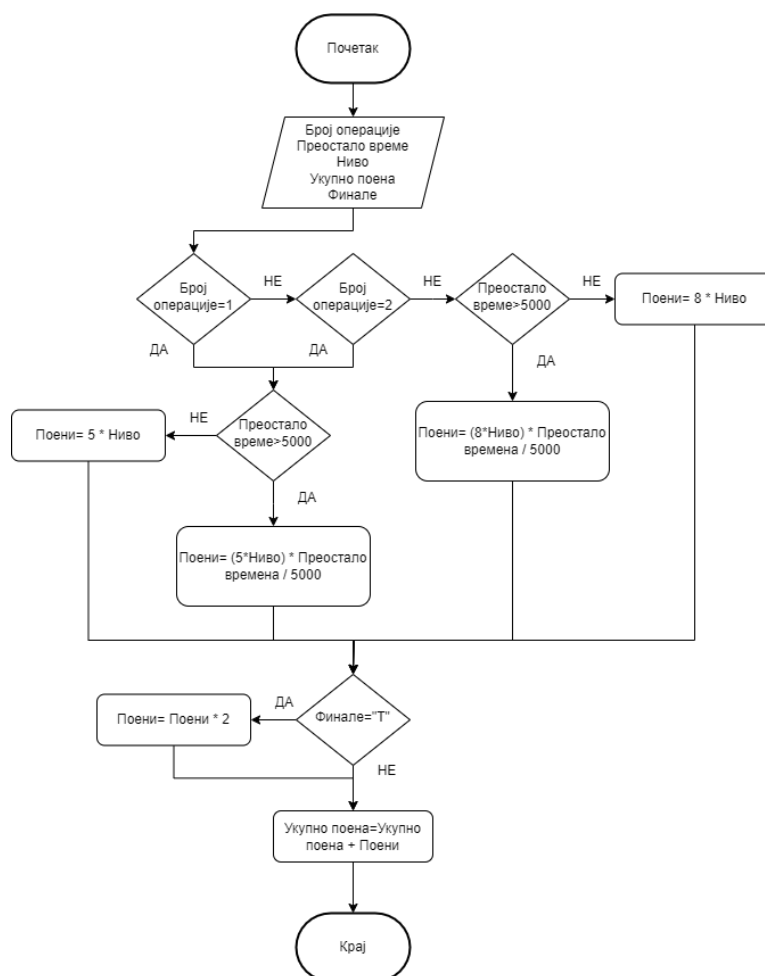 Почетак
Број операције
Преостало време
Ниво
Укупно поена
Финале
Број
операције=1
НЕ
Број
операције=2
НЕ
Преостало
време>5000
НЕ
Поени= 8 * Ниво
ДА
ДА
ДА
Поени= 5 * Ниво
НЕ
Преостало
време>5000
Поени= (8*Ниво) * Преостало
времена / 5000
ДА
Поени= (5*Ниво) * Преостало
времена / 5000
Поени= Поени * 2
ДА
Финале="Т"
НЕ
Укупно поена=Укупно
поена + Поени
Крај